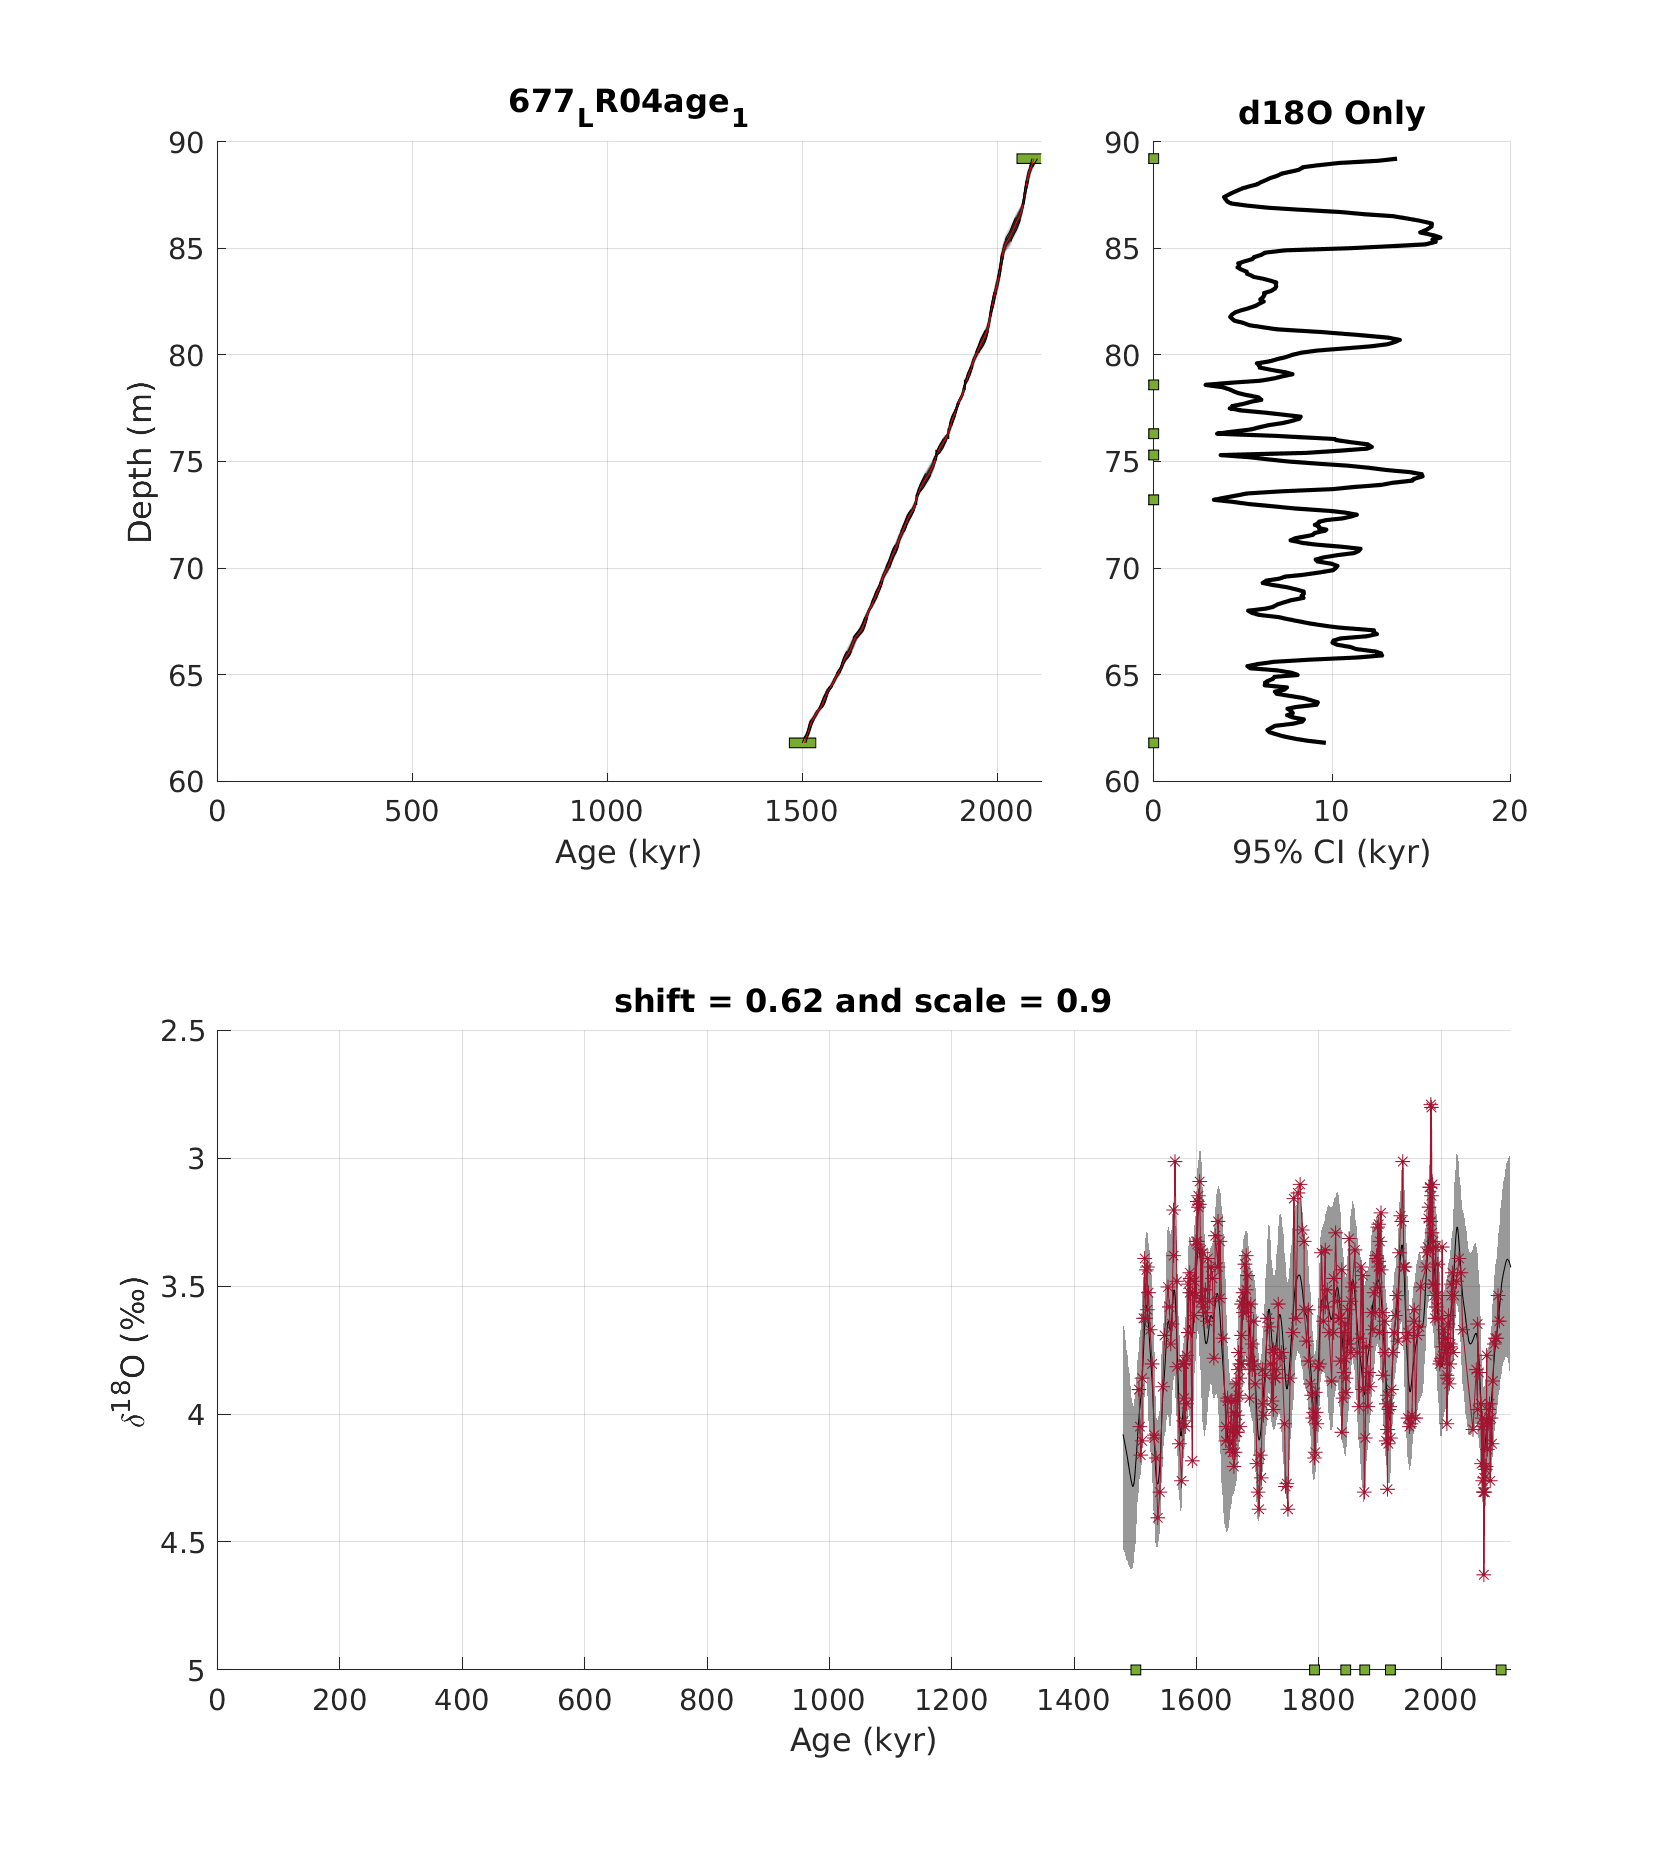 677_LR04age_1
90
85
80
75
70
65
60
Depth (m)
0 500 1000 1500 2000
Age (kyr)
d18O Only
90
85
80
75
70
65
60
0 10 20
95% CI (kyr)
shift = 0.62 and scale = 0.9
2.5
3
3.5
4
4.5
5
δ¹⁸O (‰)
0 200 400 600 800 1000 1200 1400 1600 1800 2000
Age (kyr)